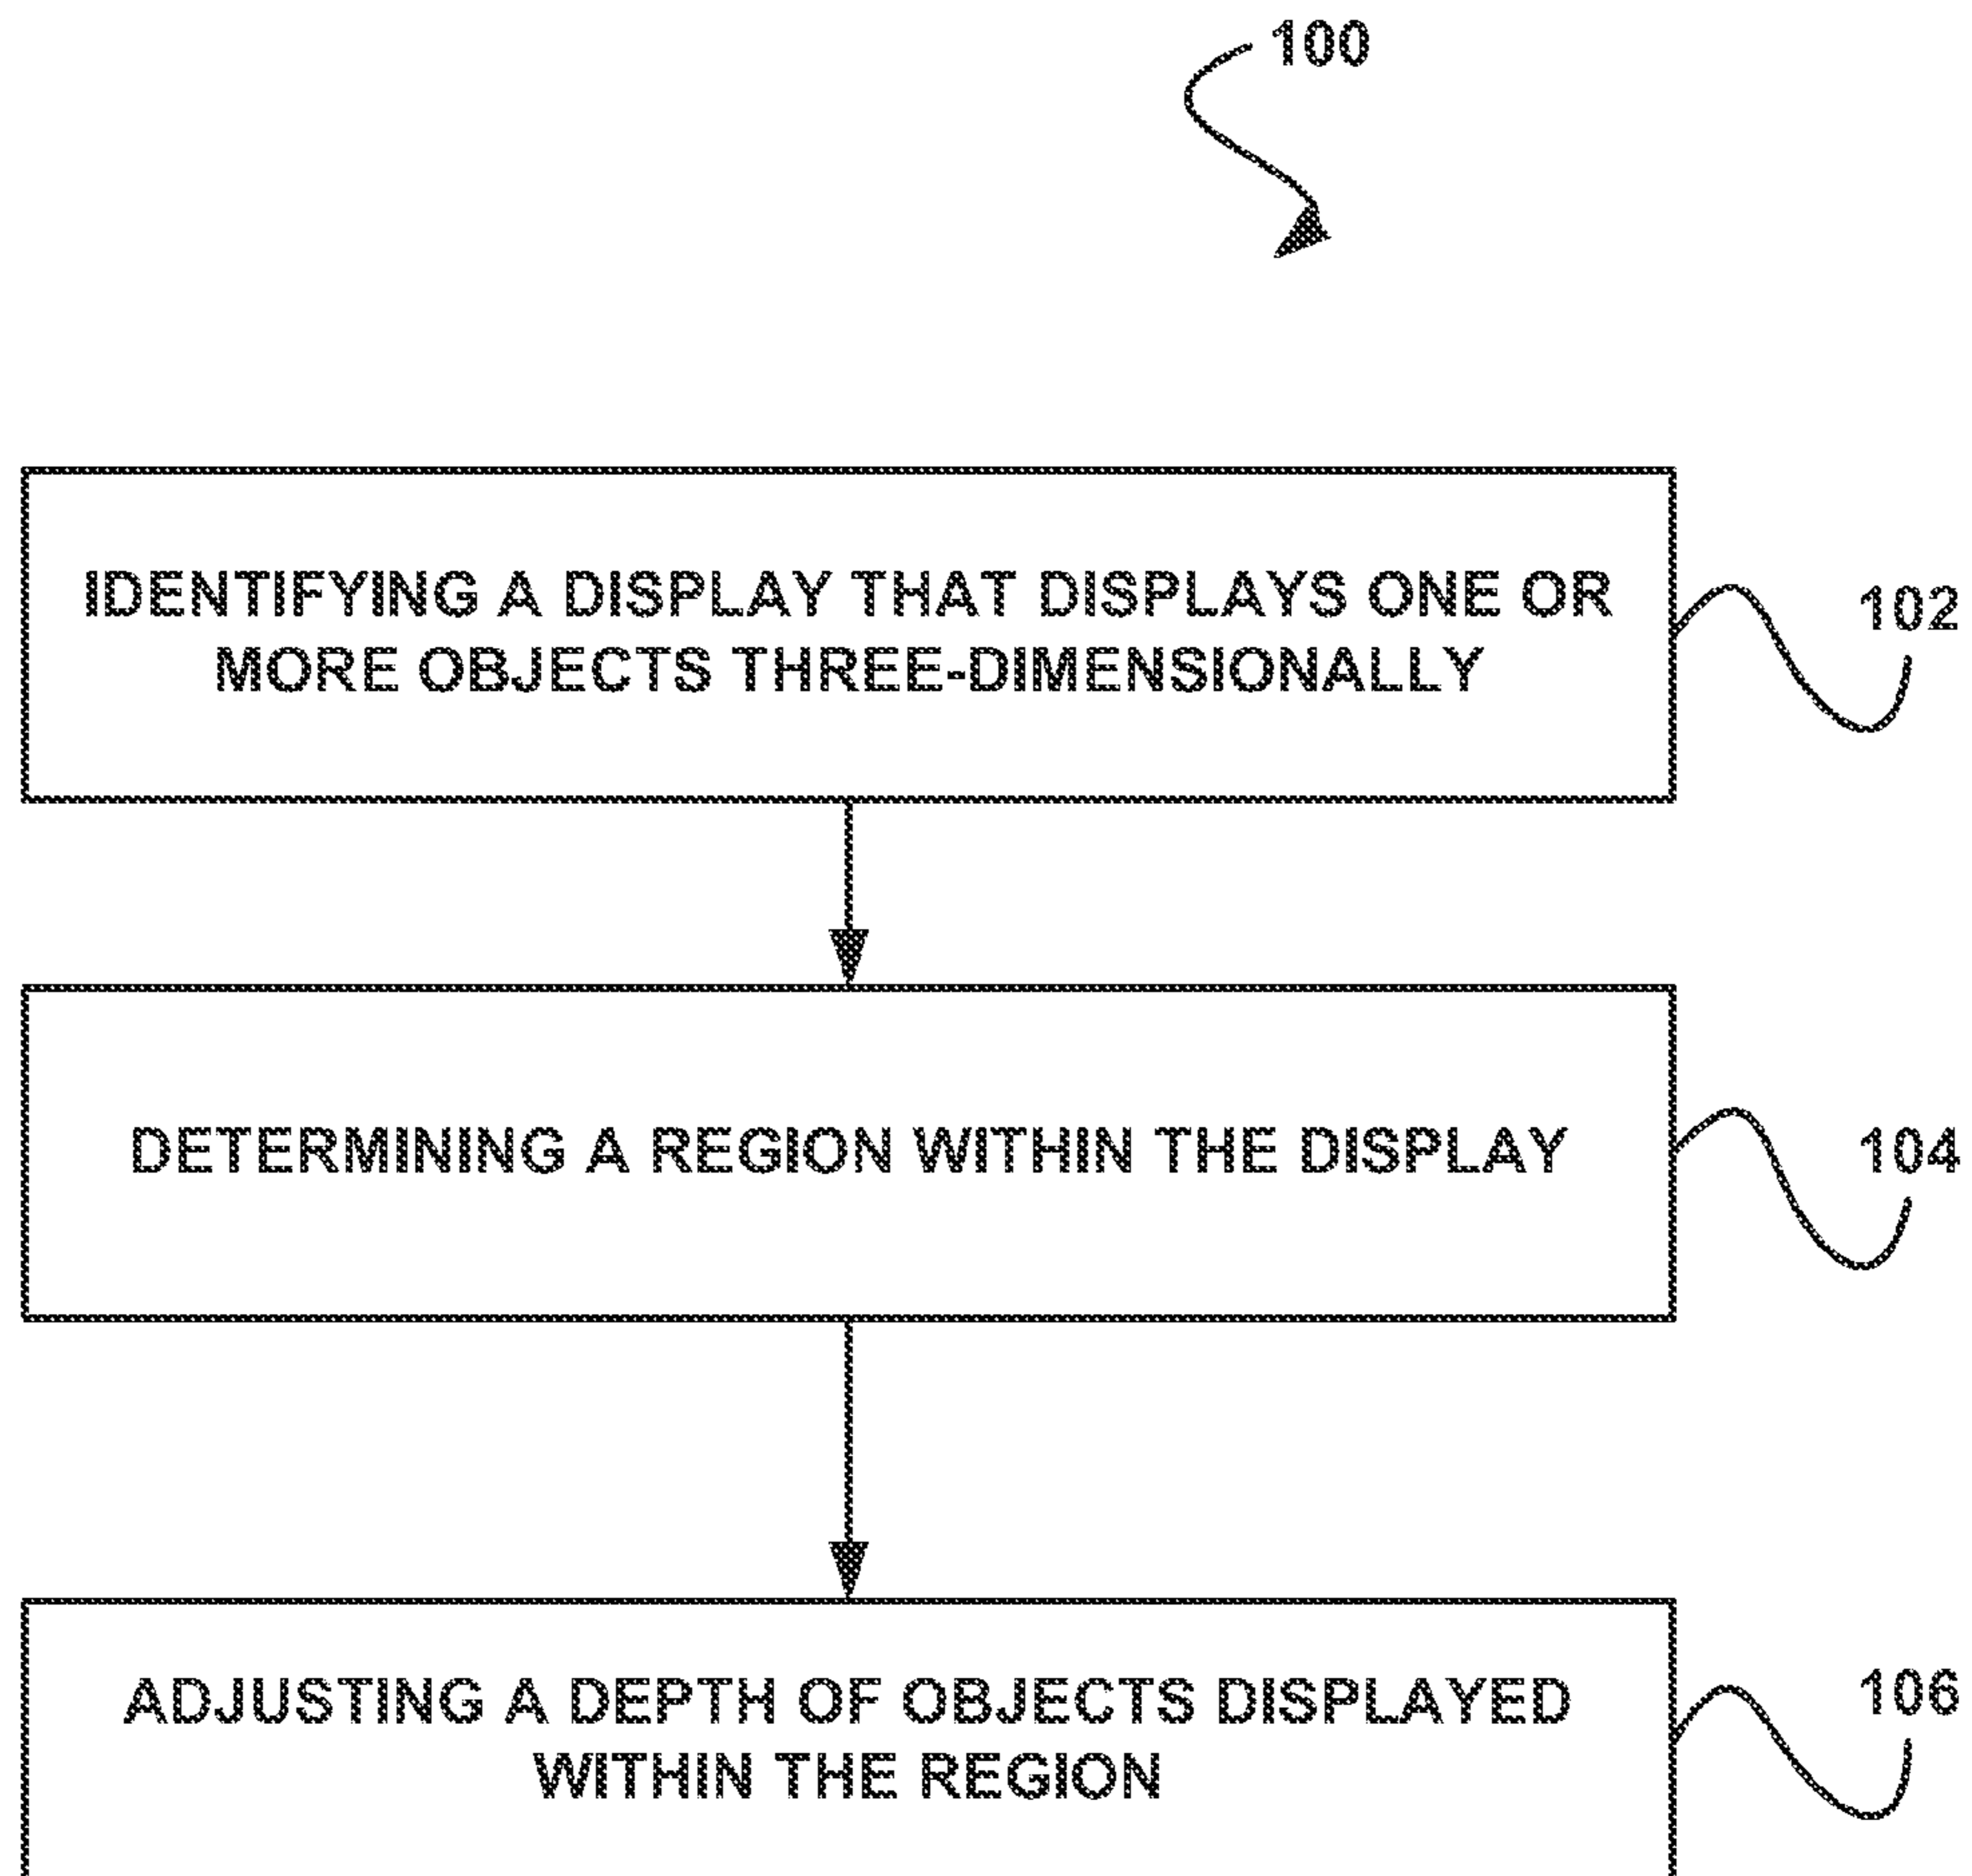 100
IDENTIFYING A DISPLAY THAT DISPLAYS ONE OR
MORE OBJECTS THREE-DIMENSIONALLY
102
DETERMINING A REGION WITHIN THE DISPLAY
104
ADJUSTING A DEPTH OF OBJECTS DISPLAYED
WITHIN THE REGION
106